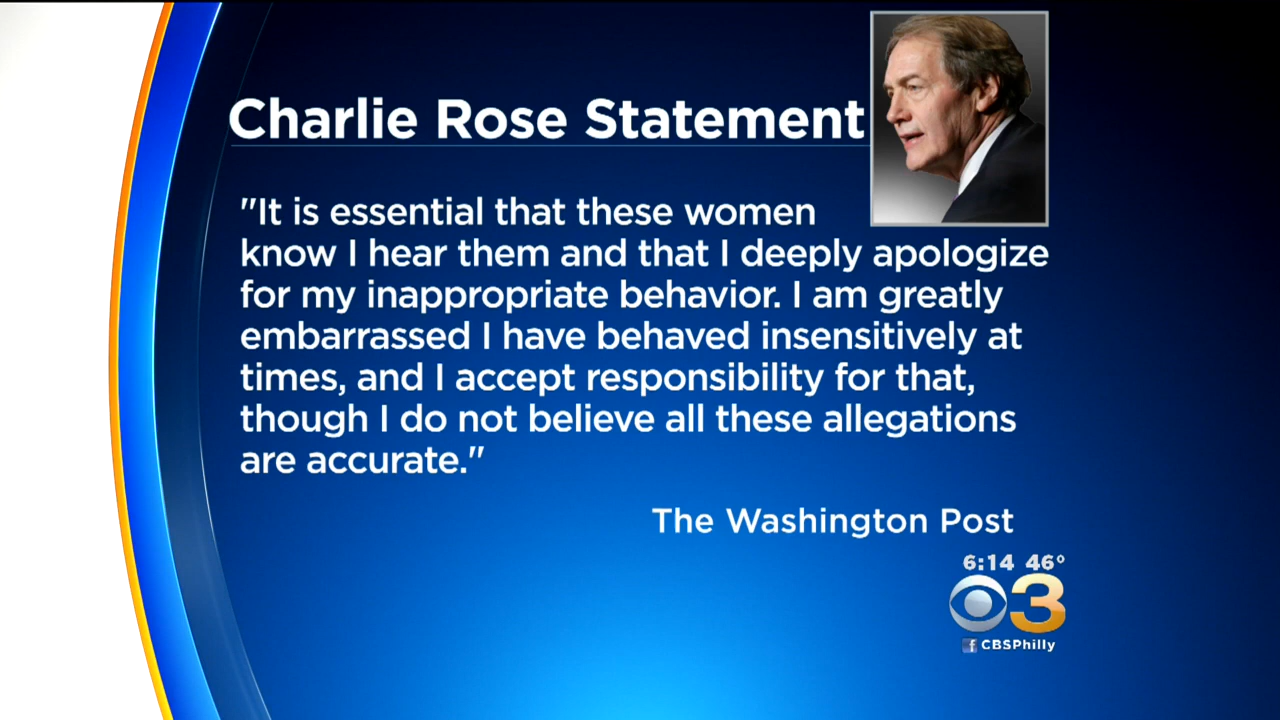 Charlie Rose Statement
"It is essential that these women
know I hear them and that I deeply apologize
for my inappropriate behavior. I am greatly
embarrassed I have behaved insensitively at
times, and I accept responsibility for that,
though I do not believe all these allegations
are accurate."
The Washington Post
6:14 46°
3
f CBSPhilly